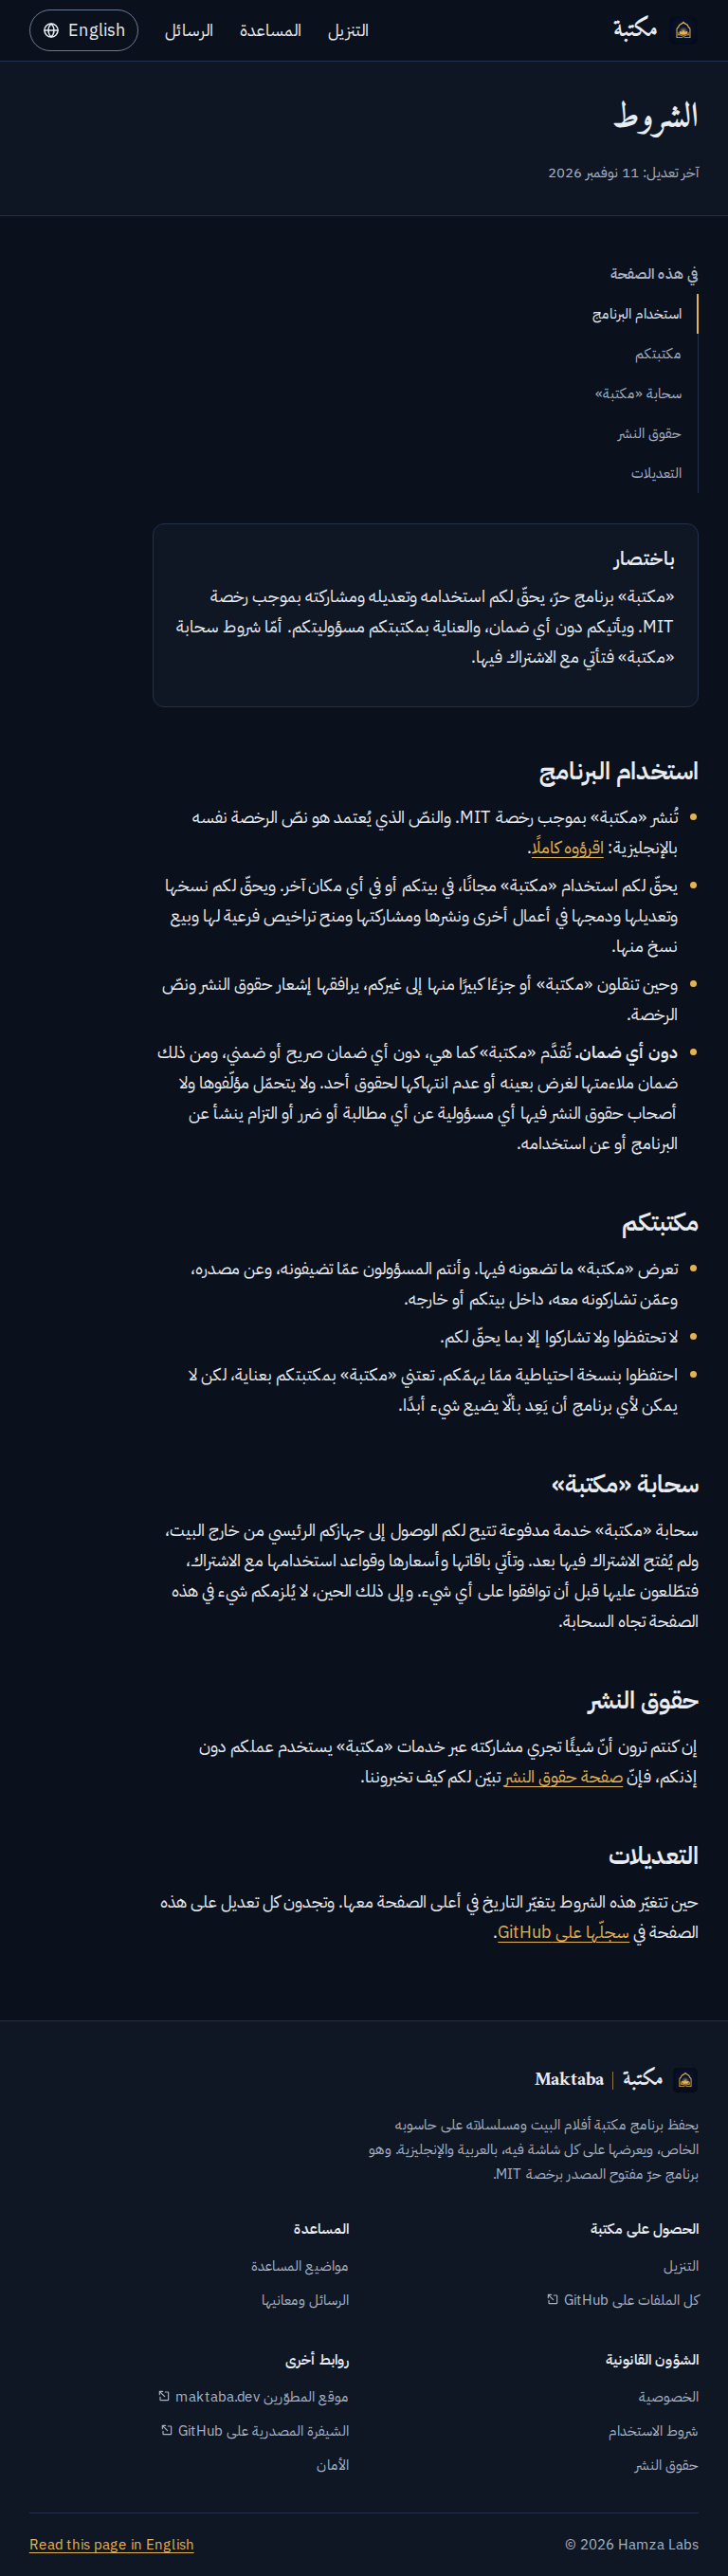 مكتبة
التنزيل
المساعدة
الرسائل
English
الشروط
آخر تعديل: 11 نوفمبر 2026
في هذه الصفحة
استخدام البرنامج
مكتبتكم
سحابة «مكتبة»
حقوق النشر
التعديلات
باختصار
«مكتبة» برنامج حرّ، يحقّ لكم استخدامه وتعديله ومشاركته بموجب رخصة
MIT. ويأتيكم دون أي ضمان، والعناية بمكتبتكم مسؤوليتكم. أمّا شروط سحابة
«مكتبة» فتأتي مع الاشتراك فيها.
استخدام البرنامج
تُنشر «مكتبة» بموجب رخصة MIT. والنصّ الذي يُعتمد هو نصّ الرخصة نفسه
بالإنجليزية: اقرؤوه كاملًا.
يحقّ لكم استخدام «مكتبة» مجانًا، في بيتكم أو في أي مكان آخر. ويحقّ لكم نسخها
وتعديلها ودمجها في أعمال أخرى ونشرها ومشاركتها ومنح تراخيص فرعية لها وبيع
نسخ منها.
وحين تنقلون «مكتبة» أو جزءًا كبيرًا منها إلى غيركم، يرافقها إشعار حقوق النشر ونصّ
الرخصة.
دون أي ضمان. تُقدَّم «مكتبة» كما هي، دون أي ضمان صريح أو ضمني، ومن ذلك
ضمان ملاءمتها لغرض بعينه أو عدم انتهاكها لحقوق أحد. ولا يتحمّل مؤلّفوها ولا
أصحاب حقوق النشر فيها أي مسؤولية عن أي مطالبة أو ضرر أو التزام ينشأ عن
البرنامج أو عن استخدامه.
مكتبتكم
تعرض «مكتبة» ما تضعونه فيها. وأنتم المسؤولون عمّا تضيفونه، وعن مصدره،
وعمّن تشاركونه معه، داخل بيتكم أو خارجه.
لا تحتفظوا ولا تشاركوا إلا بما يحقّ لكم.
احتفظوا بنسخة احتياطية ممّا يهمّكم. تعتني «مكتبة» بمكتبتكم بعناية، لكن لا
يمكن لأي برنامج أن يَعِد بألّا يضيع شيء أبدًا.
سحابة «مكتبة»
سحابة «مكتبة» خدمة مدفوعة تتيح لكم الوصول إلى جهازكم الرئيسي من خارج البيت،
ولم يُفتح الاشتراك فيها بعد. وتأتي باقاتها وأسعارها وقواعد استخدامها مع الاشتراك،
فتطّلعون عليها قبل أن توافقوا على أي شيء. وإلى ذلك الحين، لا يُلزمكم شيء في هذه
الصفحة تجاه السحابة.
حقوق النشر
إن كنتم ترون أنّ شيئًا تجري مشاركته عبر خدمات «مكتبة» يستخدم عملكم دون
إذنكم، فإنّ صفحة حقوق النشر تبيّن لكم كيف تخبروننا.
التعديلات
حين تتغيّر هذه الشروط يتغيّر التاريخ في أعلى الصفحة معها. وتجدون كل تعديل على هذه
الصفحة في سجلّها على GitHub.
مكتبة | Maktaba
يحفظ برنامج مكتبة أفلام البيت ومسلسلاته على حاسوبه
الخاص، ويعرضها على كل شاشة فيه، بالعربية والإنجليزية. وهو
برنامج حرّ مفتوح المصدر برخصة MIT.
الحصول على مكتبة
التنزيل
كل الملفات على GitHub
المساعدة
مواضيع المساعدة
الرسائل ومعانيها
الشؤون القانونية
الخصوصية
شروط الاستخدام
حقوق النشر
روابط أخرى
موقع المطوّرين maktaba.dev
الشيفرة المصدرية على GitHub
الأمان
© 2026 Hamza Labs
Read this page in English